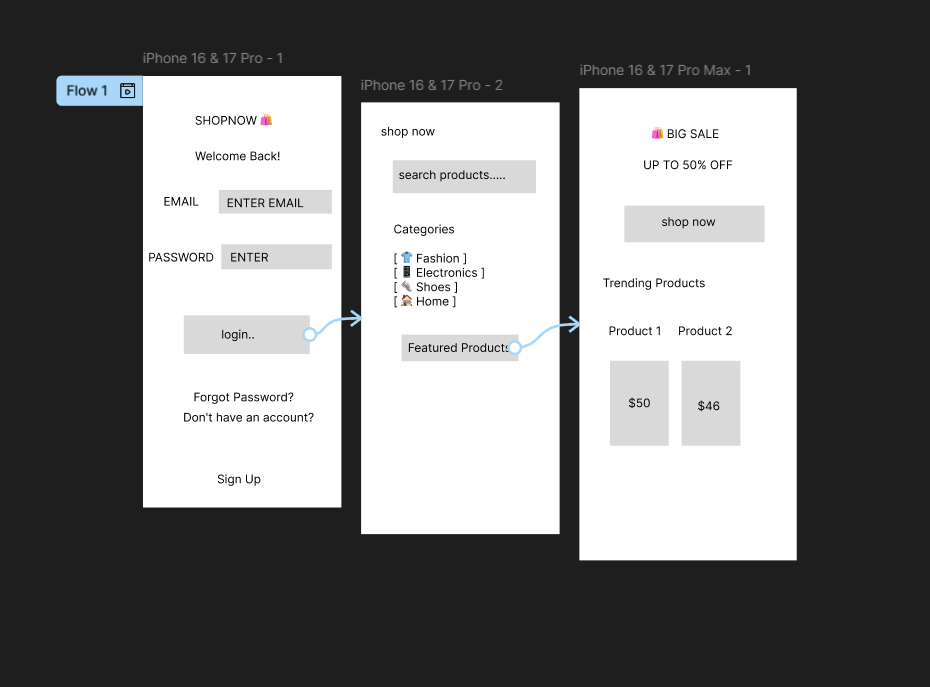 iPhone 16 & 17 Pro - 1
Flow 1
SHOPNOW 🛍️
Welcome Back!
EMAIL
ENTER EMAIL
PASSWORD
ENTER
login..
Forgot Password?
Don't have an account?
Sign Up
iPhone 16 & 17 Pro - 2
shop now
search products.....
Categories
[ 👕 Fashion ]
[ 📱 Electronics ]
[ 👟 Shoes ]
[ 🏠 Home ]
Featured Products
iPhone 16 & 17 Pro Max - 1
🛍️ BIG SALE
UP TO 50% OFF
shop now
Trending Products
Product 1 Product 2
$50 $46